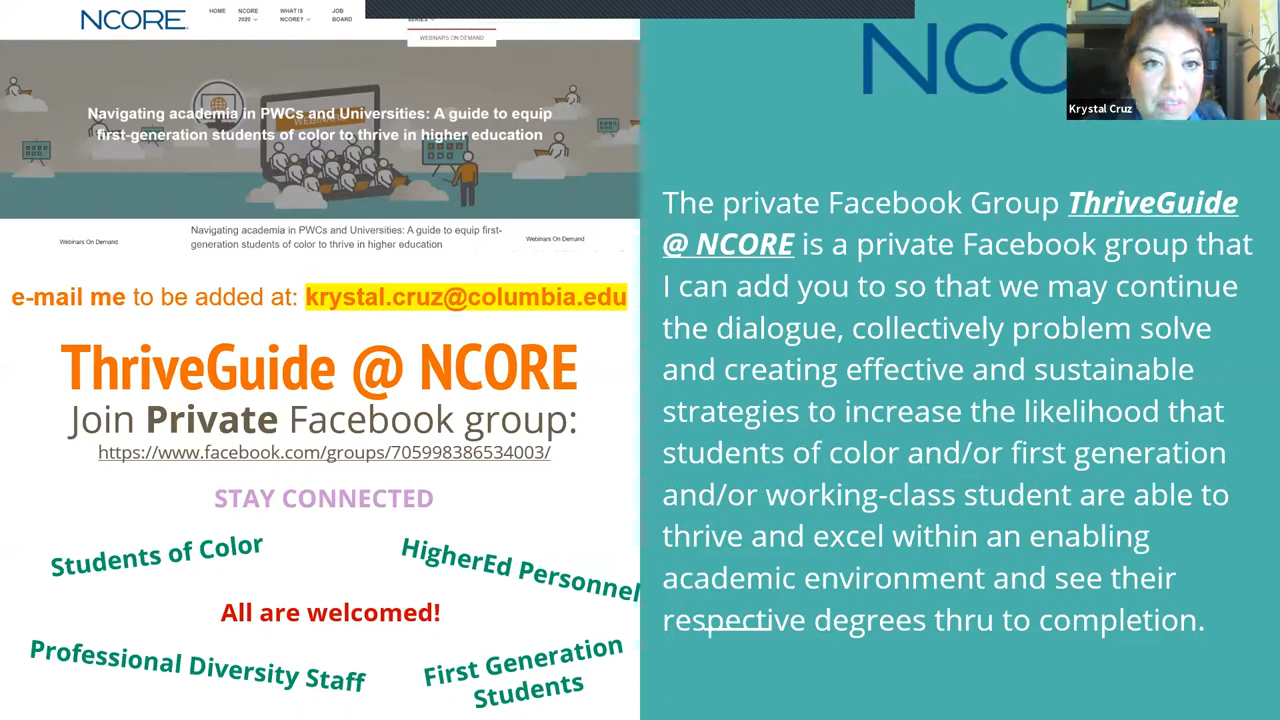 NCORE
HOME
NCORE 2020
WHAT IS NCORE?
JOB BOARD
SERIES
WEBINARS ON DEMAND
Navigating academia in PWCs and Universities: A guide to equip
first-generation students of color to thrive in higher education
WEBINAR
Webinars On Demand
Navigating academia in PWCs and Universities: A guide to equip first-
generation students of color to thrive in higher education
Webinars On Demand
e-mail me to be added at: krystal.cruz@columbia.edu
ThriveGuide @ NCORE
Join Private Facebook group:
https://www.facebook.com/groups/705998386534003/
STAY CONNECTED
Students of Color
HigherEd Personnel
All are welcomed!
Professional Diversity Staff
First Generation
Students
NCO
Krystal Cruz
The private Facebook Group ThriveGuide
@ NCORE is a private Facebook group that
I can add you to so that we may continue
the dialogue, collectively problem solve
and creating effective and sustainable
strategies to increase the likelihood that
students of color and/or first generation
and/or working-class student are able to
thrive and excel within an enabling
academic environment and see their
respective degrees thru to completion.